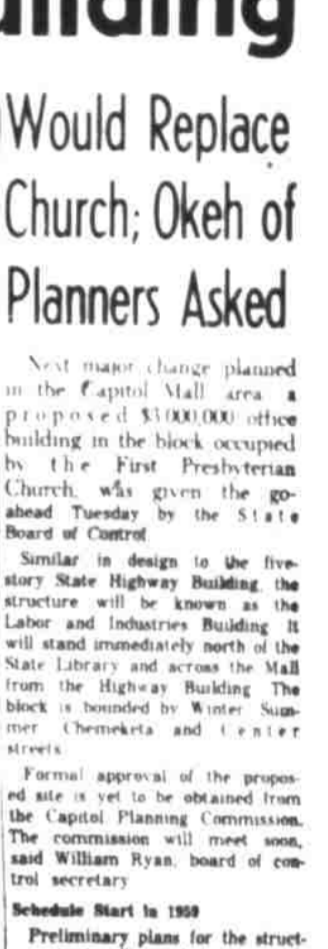 uilding
Would Replace
Church; Okeh of
Planners Asked
Next major change planned
in the Capitol Mall area a
proposed $3,000,000 office
building in the block occupied
by the First Presbyterian
Church, was given the go-
ahead Tuesday by the State
Board of Control
Similar in design to the five-
story State Highway Building, the
structure will be known as the
Labor and Industries Building It
will stand immediately north of the
State Library and across the Mall
from the Highway Building The
block is bounded by Winter Sum-
mer Chemeketa and Center
streets
Formal approval of the propos-
ed site is yet to be obtained from
the Capitol Planning Commission.
The commission will meet soon,
said William Ryan, board of con-
trol secretary
Schedule Start in 1959
Preliminary plans for the struct-